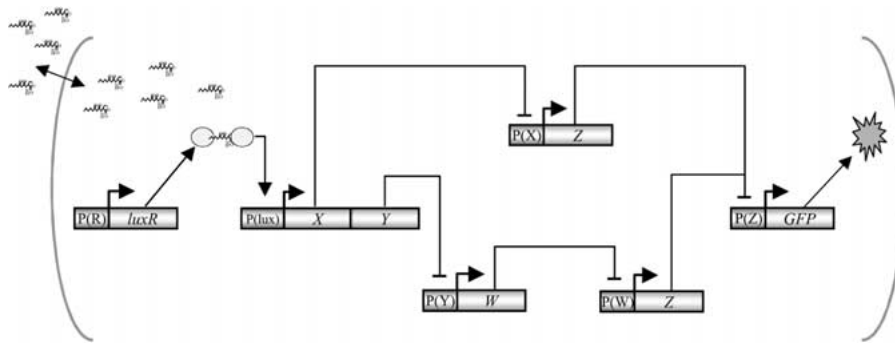 P(X) Z
P(R) luxR
P(lux) X Y
P(Z) GFP
P(Y) W
P(W) Z